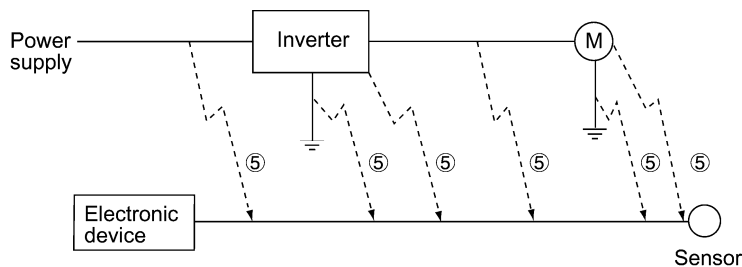 Power
supply
Inverter
M
⑤ ⑤ ⑤ ⑤ ⑤ ⑤
Electronic
device
Sensor